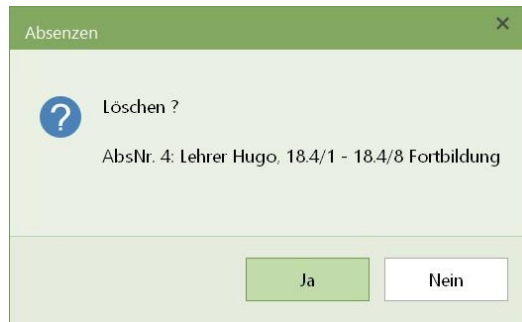 Absenzen
Löschen ?
AbsNr. 4: Lehrer Hugo, 18.4/1 - 18.4/8 Fortbildung
Ja
Nein